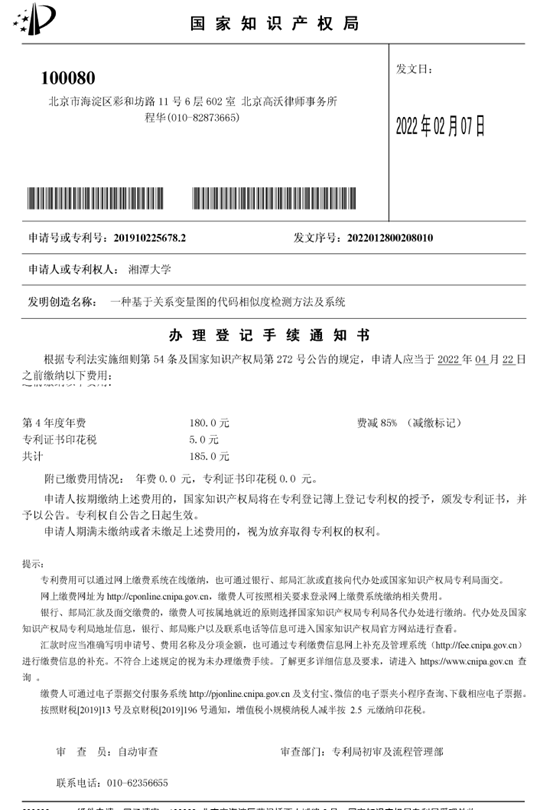 国家知识产权局
100080
北京市海淀区彩和坊路 11 号 6 层 602 室 北京高沃律师事务所
程华(010-82873665)
发文日：
2022年02月07日
申请号或专利号：201910225678.2 发文序号：2022012800208010
申请人或专利权人： 湘潭大学
发明创造名称： 一种基于关系变量图的代码相似度检测方法及系统
办理登记手续通知书
根据专利法实施细则第 54 条及国家知识产权局第 272 号公告的规定，申请人应当于 2022 年 04 月 22 日
之前缴纳以下费用：
第 4 年度年费 180.0 元 费减 85% （减缴标记）
专利证书印花税 5.0 元
共计 185.0 元
附已缴费用情况： 年费 0.0 元，专利证书印花税 0.0 元。
申请人按期缴纳上述费用的，国家知识产权局将在专利登记簿上登记专利权的授予，颁发专利证书，并
予以公告。专利权自公告之日起生效。
申请人期满未缴纳或者未缴足上述费用的，视为放弃取得专利权的权利。
提示：
专利费用可以通过网上缴费系统在线缴纳，也可通过银行、邮局汇款或直接向代办处或国家知识产权局专利局面交。
网上缴费网址为 http://cponline.cnipa.gov.cn，缴费人可按照相关要求登录网上缴费系统缴纳相关费用。
银行、邮局汇款及面交缴费的，缴费人可按属地就近的原则选择国家知识产权局专利局各代办处进行缴纳。代办处及国家
知识产权局专利局地址信息，银行、邮局账户以及联系电话等信息可进入国家知识产权局官方网站进行查看。
汇款时应当准确写明申请号、费用名称及分项金额，也可通过专利缴费信息网上补充及管理系统（http://fee.cnipa.gov.cn）
进行缴费信息的补充。不符合上述规定的视为未办理缴费手续。了解更多详细信息及要求，请进入 https://www.cnipa.gov.cn 查
询 。
缴费人可通过电子票据交付服务系统 http://pjonline.cnipa.gov.cn 及支付宝、微信的电子票夹小程序查询、下载相应电子票据。
按照财税[2019]13 号及京财税[2019]196 号通知，增值税小规模纳税人减半按 2.5 元缴纳印花税。
审 查 员：自动审查 审查部门：专利局初审及流程管理部
联系电话：010-62356655